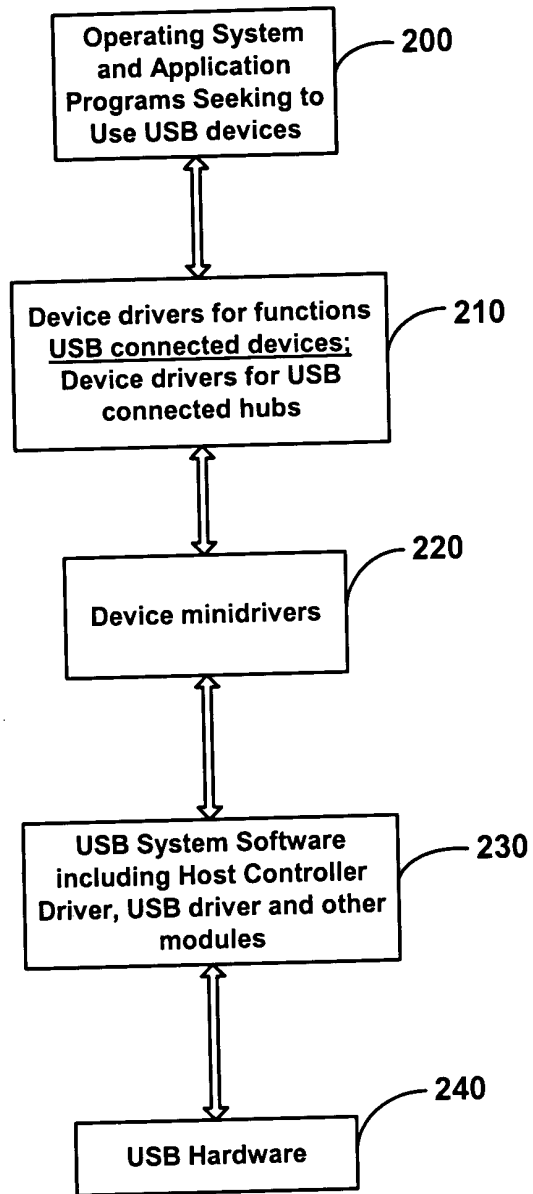 Operating System
and Application
Programs Seeking to
Use USB devices
200
Device drivers for functions
USB connected devices;
Device drivers for USB
connected hubs
210
Device minidrivers
220
USB System Software
including Host Controller
Driver, USB driver and other
modules
230
USB Hardware
240